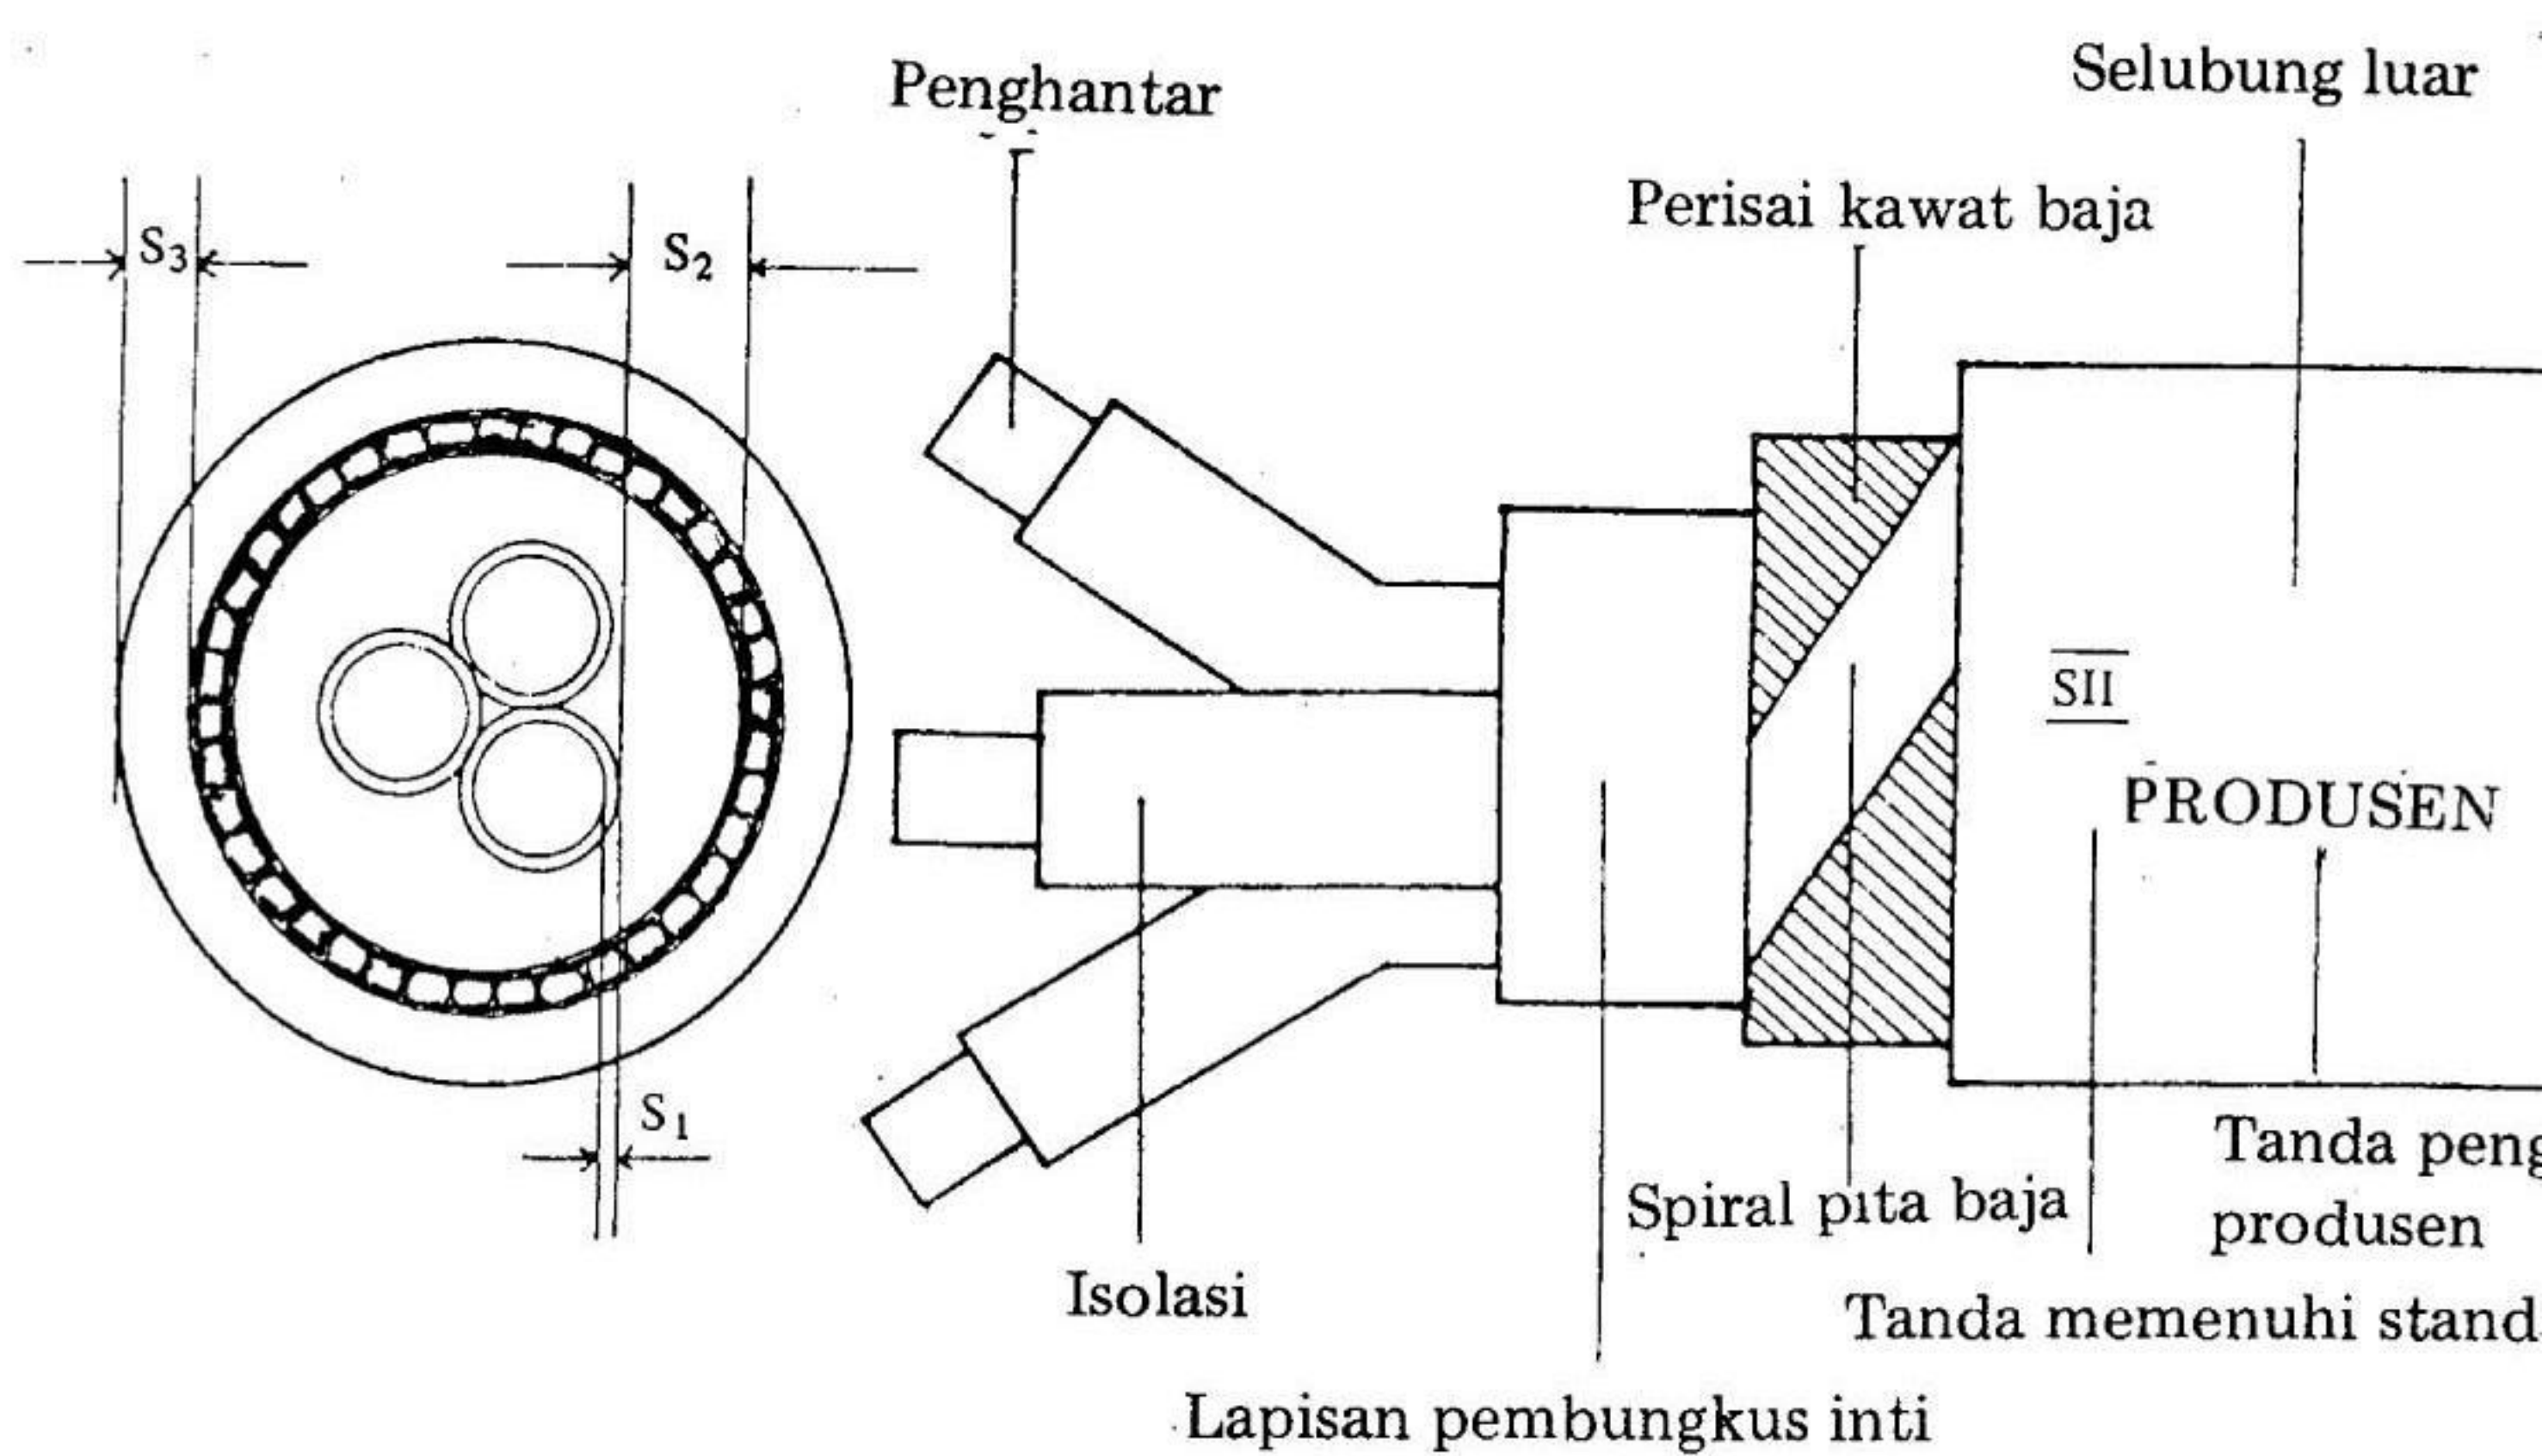 Penghantar
Selubung luar
Perisai kawat baja
S3
S2
SII
PRODUSEN
S1
Spiral pita baja
Tanda peng
produsen
Isolasi
Tanda memenuhi stand
Lapisan pembungkus inti